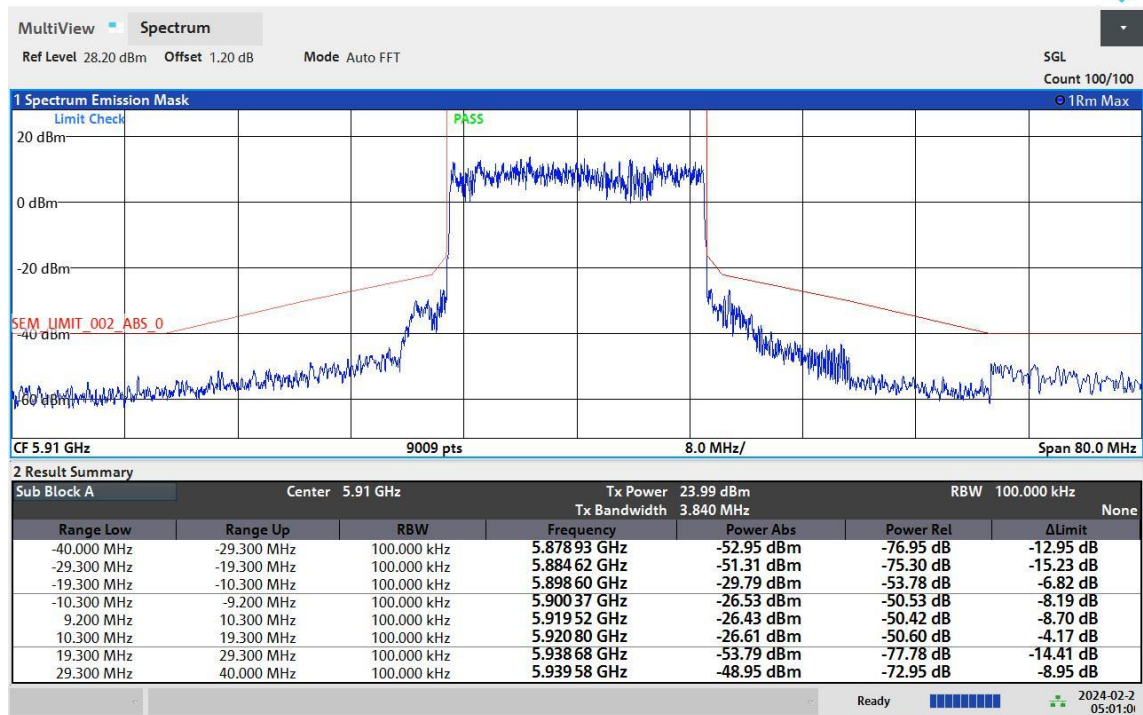 MultiView Spectrum
Ref Level 28.20 dBm Offset 1.20 dB Mode Auto FFT SGL
Count 100/100
1 Spectrum Emission Mask 1Rm Max
Limit Check PASS
20 dBm
0 dBm
-20 dBm
SEM_LIMIT_002_ABS_0
-40 dBm
-60 dBm
CF 5.91 GHz 9009 pts 8.0 MHz/ Span 80.0 MHz
2 Result Summary
Sub Block A Center 5.91 GHz Tx Power 23.99 dBm RBW 100.000 kHz
Tx Bandwidth 3.840 MHz None
Range Low Range Up RBW Frequency Power Abs Power Rel ΔLimit
-40.000 MHz -29.300 MHz 100.000 kHz 5.878 93 GHz -52.95 dBm -76.95 dB -12.95 dB
-29.300 MHz -19.300 MHz 100.000 kHz 5.884 62 GHz -51.31 dBm -75.30 dB -15.23 dB
-19.300 MHz -10.300 MHz 100.000 kHz 5.898 60 GHz -29.79 dBm -53.78 dB -6.82 dB
-10.300 MHz -9.200 MHz 100.000 kHz 5.900 37 GHz -26.53 dBm -50.53 dB -8.19 dB
9.200 MHz 10.300 MHz 100.000 kHz 5.919 52 GHz -26.43 dBm -50.42 dB -8.70 dB
10.300 MHz 19.300 MHz 100.000 kHz 5.920 80 GHz -26.61 dBm -50.60 dB -4.17 dB
19.300 MHz 29.300 MHz 100.000 kHz 5.938 68 GHz -53.79 dBm -77.78 dB -14.41 dB
29.300 MHz 40.000 MHz 100.000 kHz 5.939 58 GHz -48.95 dBm -72.95 dB -8.95 dB
Ready 2024-02-2
05:01:0